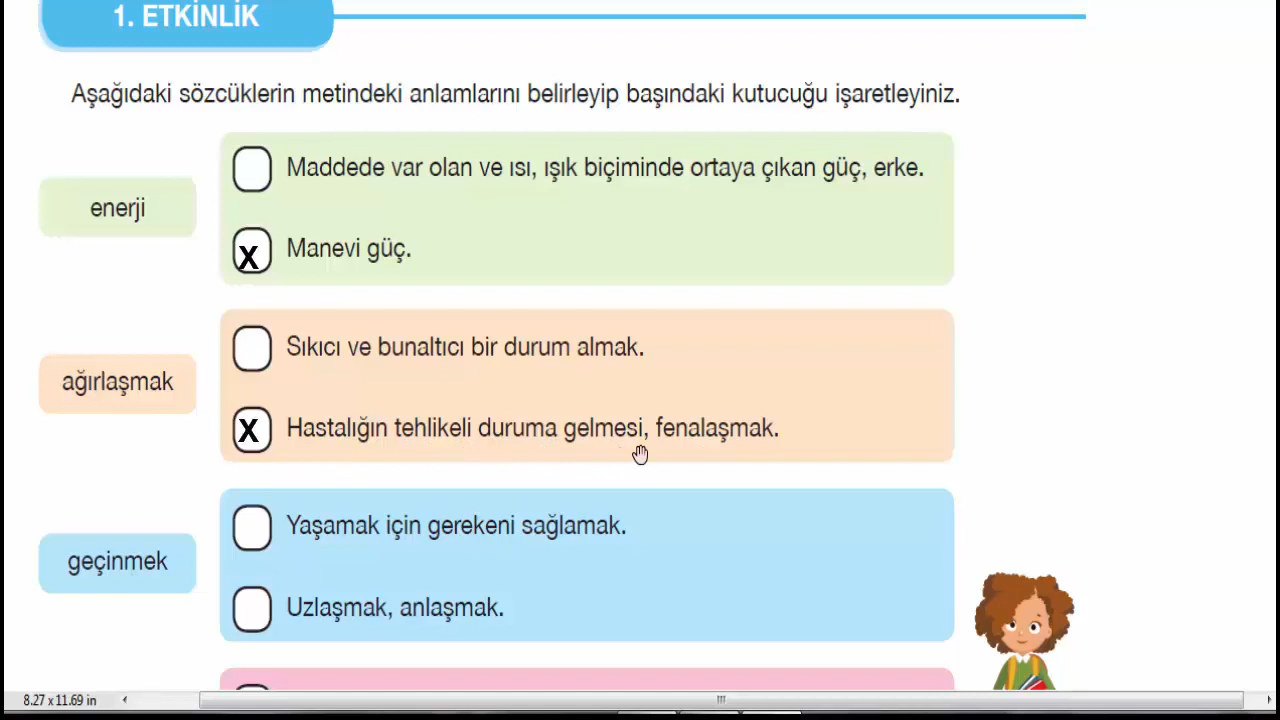 1. ETKİNLİK
Aşağıdaki sözcüklerin metindeki anlamlarını belirleyip başındaki kutucuğu işaretleyiniz.
enerji
Maddede var olan ve ısı, ışık biçiminde ortaya çıkan güç, erke.
X Manevi güç.
ağırlaşmak
Sıkıcı ve bunaltıcı bir durum almak.
X Hastalığın tehlikeli duruma gelmesi, fenalaşmak.
geçinmek
Yaşamak için gerekeni sağlamak.
Uzlaşmak, anlaşmak.
8.27 x 11.69 in